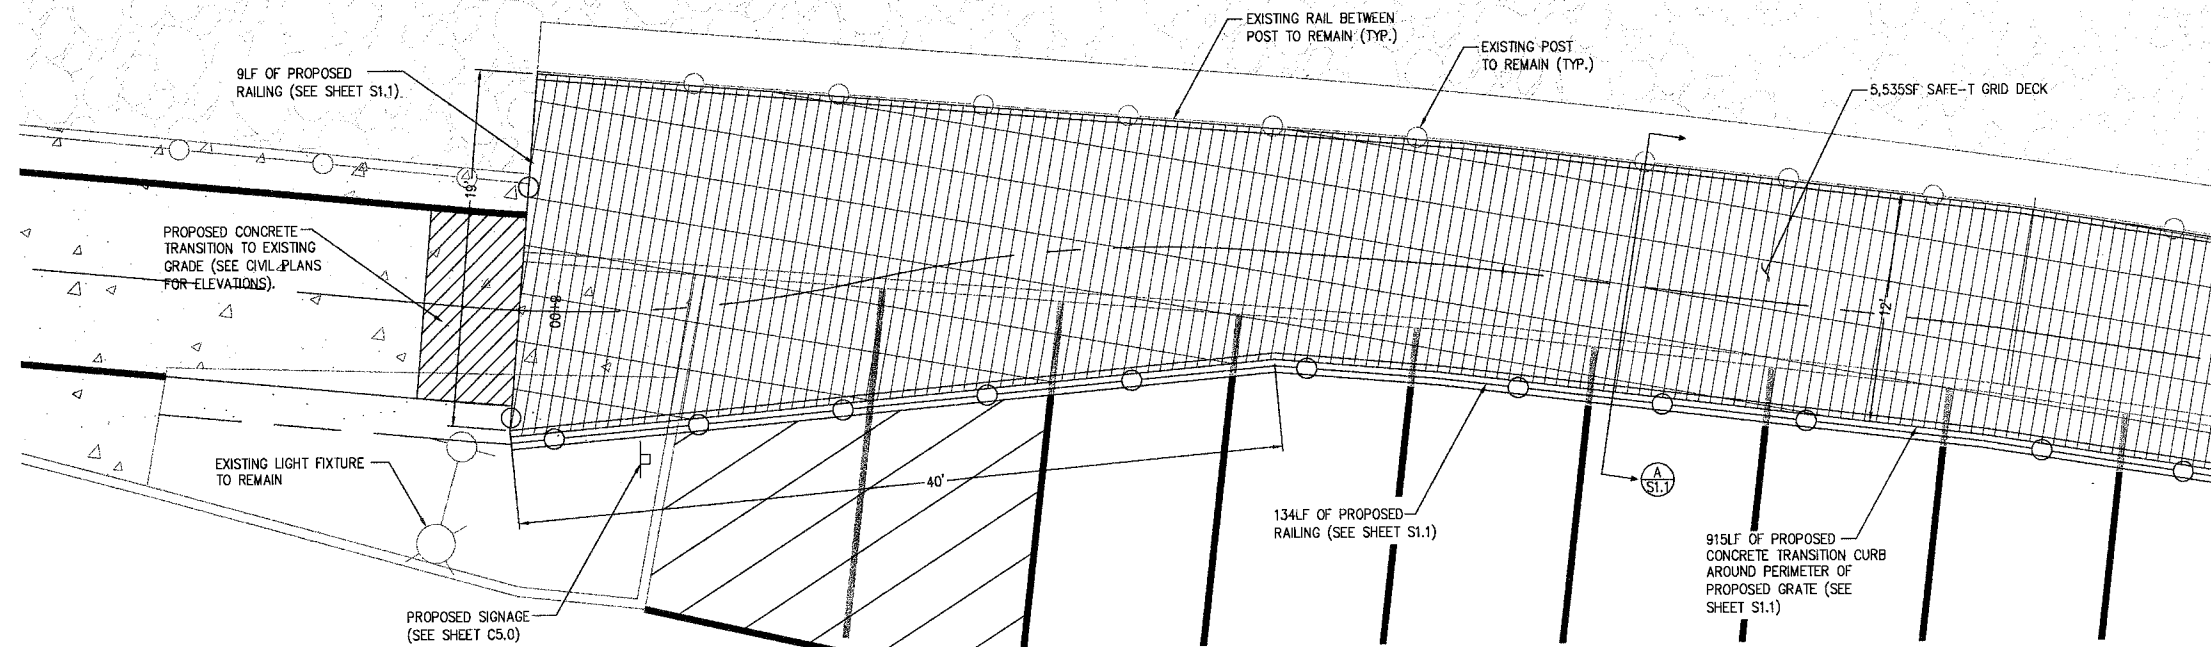 EXISTING RAIL BETWEEN
POST TO REMAIN (TYP.)
EXISTING POST
TO REMAIN (TYP.)
9LF OF PROPOSED
RAILING (SEE SHEET S1.1)
5,535SF SAFE-T GRID DECK
19'
PROPOSED CONCRETE
TRANSITION TO EXISTING
GRADE (SEE CIVIL PLANS
FOR ELEVATIONS).
8+00
12'
EXISTING LIGHT FIXTURE
TO REMAIN
40'
A
S1.1
134LF OF PROPOSED
RAILING (SEE SHEET S1.1)
915LF OF PROPOSED
CONCRETE TRANSITION CURB
AROUND PERIMETER OF
PROPOSED GRATE (SEE
SHEET S1.1)
PROPOSED SIGNAGE
(SEE SHEET C5.0)